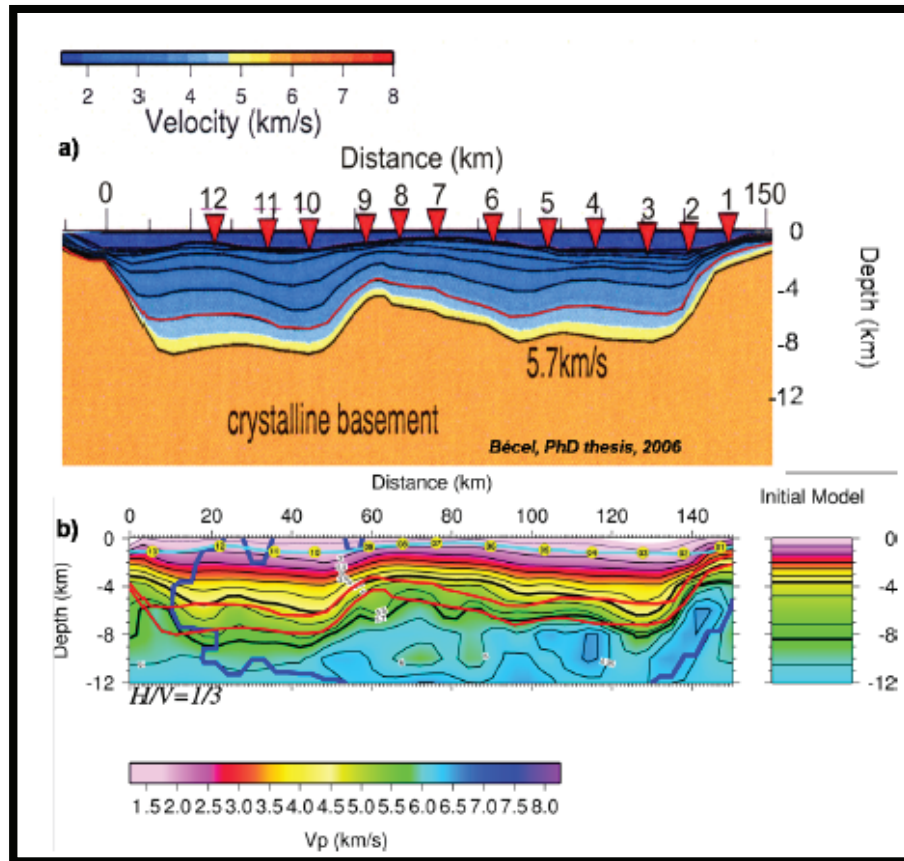 2 3 4 5 6 7 8
Velocity (km/s)
a)
Distance (km)
0 12 11 10 9 8 7 6 5 4 3 2 1 150
0
-4
-8
-12
Depth (km)
5.7km/s
crystalline basement
Bécel, PhD thesis, 2006
Distance (km)
Initial Model
b)
0 20 40 60 80 100 120 140
0
-4
-8
-12
Depth (km)
0
-4
-8
-12
H/V=1/3
1.5 2.0 2.5 3.0 3.5 4.0 4.5 5.0 5.5 6.0 6.5 7.0 7.5 8.0
Vp (km/s)